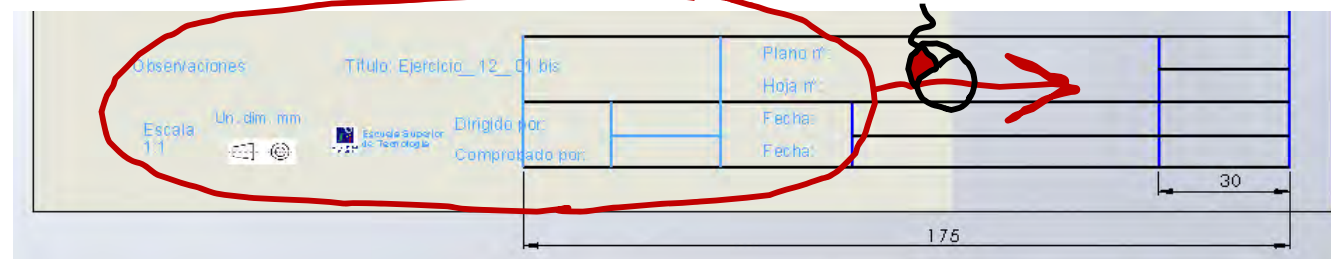 Observaciones
Título: Ejercicio_12_01 bis
Plano nº:
Hoja nº:
Escala
1:1
Un. dim. mm
Escuela Superior
de Tecnología
Dirigido por:
Comprobado por:
Fecha:
Fecha:
30
175